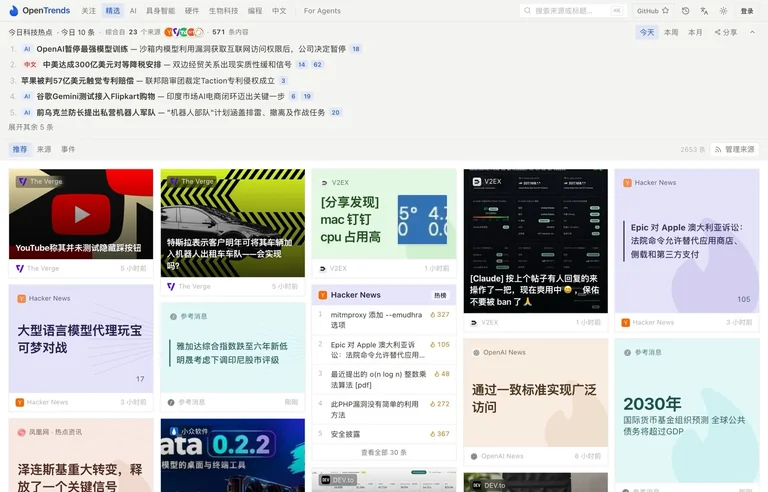 OpenTrends 关注 精选 AI 具身智能 硬件 生物科技 编程 中文 For Agents 搜索来源或标题... GitHub 登录
今日科技热点 · 今日 10 条 · 综合自 23 个来源 571 条内容 今天 本周 本月 分享
1. AI OpenAI暂停最强模型训练 — 沙箱内模型利用漏洞获取互联网访问权限后，公司决定暂停 18
2. 中文 中美达成300亿美元对等降税安排 — 双边经贸关系出现实质性缓和信号 14 62
3. 苹果被判57亿美元触觉专利赔偿 — 联邦陪审团裁定Taction专利侵权成立 3
4. AI 谷歌Gemini测试接入Flipkart购物 — 印度市场AI电商闭环迈出关键一步 6 19
5. AI 前乌克兰防长提出私营机器人军队 — "机器人部队"计划涵盖排雷、撤离及作战任务 20
展开其余 5 条
推荐 来源 事件 2653 条 管理来源
The Verge
YouTube称其并未测试隐藏踩按钮
The Verge 5 小时前
Hacker News
大型语言模型代理玩宝
可梦对战
17
Hacker News 3 小时前
凤凰网 · 热点资讯
泽连斯基重大转变，释
放了一个关键信号
The Verge
特斯拉表示客户明年可将其车辆加
入机器人出租车车队——会实现
吗?
The Verge 5 小时前
参考消息
雅加达综合指数跌至六年新低
明晟考虑下调印尼股市评级
参考消息 刚刚
小众软件
ata 0.2.2
模型的桌面与终端工具
V2EX
[分享发现]
mac 钉钉
cpu 占用高
V2EX 1 小时前
Hacker News 热榜
1 mitmproxy 添加 --emudhra 327
选项
2 Epic 对 Apple 澳大利亚诉 105
讼：法院命令允许替代应用...
3 最近提出的 o(n log n) 整数乘 48
法算法 [pdf]
4 此PHP漏洞没有简单的利用 272
方法
5 安全披露 367
查看全部 30 条
DEV.to
V2EX
[Claude] 按上个帖子有人回复的来
操作了一把，现在爽用中 😄 ，保佑
不要被 ban 了🙏
V2EX 1 小时前
OpenAI News
通过一致标准实现广泛
访问
OpenAI News 8 小时前
DEV.to
Hacker News
Epic 对 Apple 澳大利亚诉讼：
法院命令允许替代应用商店、
侧载和第三方支付
105
Hacker News 3 小时前
参考消息
2030年
国际货币基金组织预测 全球公共
债务将超过GDP
参考消息 刚刚